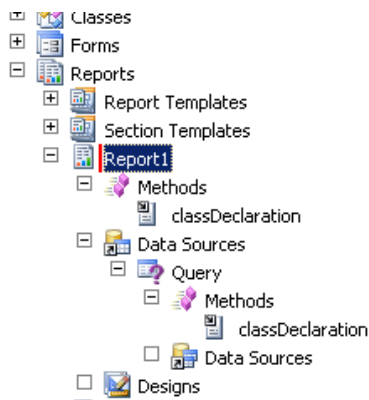 Classes
Forms
Reports
Report Templates
Section Templates
Report1
Methods
classDeclaration
Data Sources
Query
Methods
classDeclaration
Data Sources
Designs